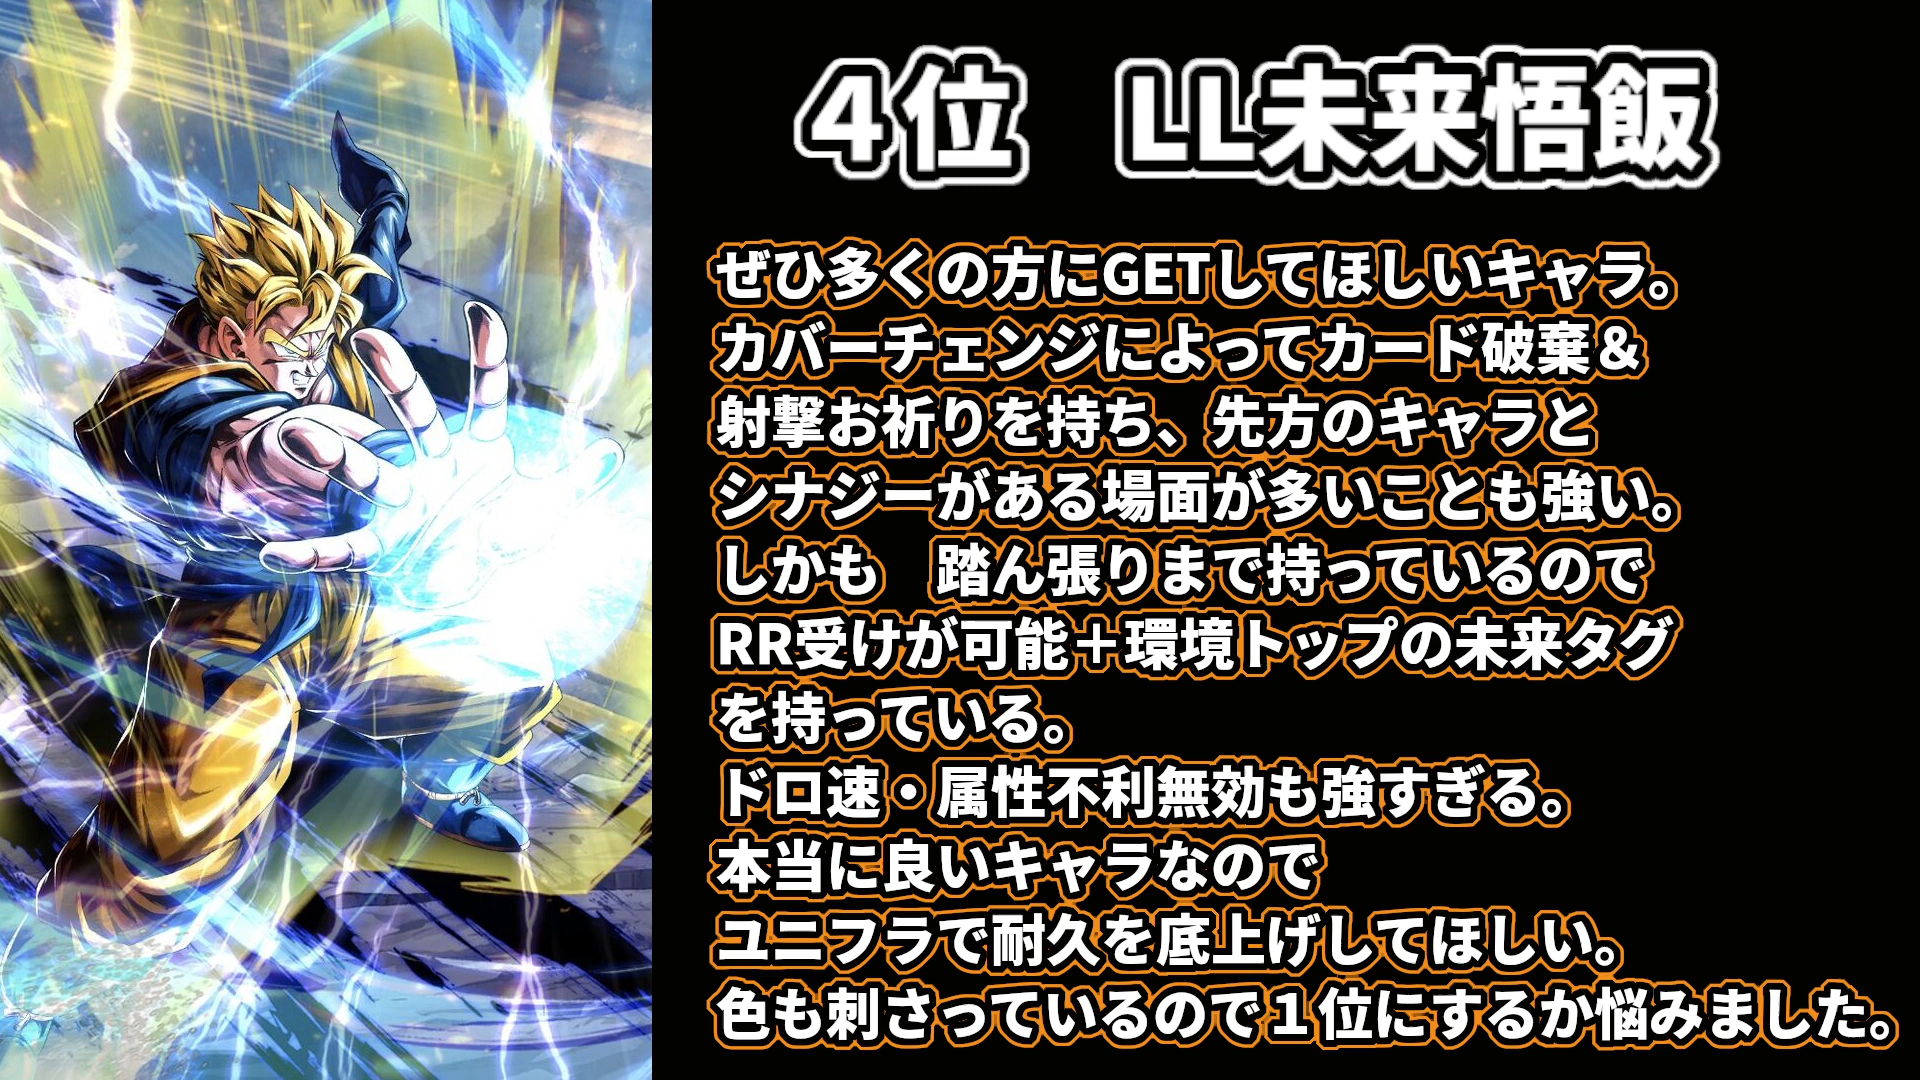 ４位　LL未来悟飯
ぜひ多くの方にGETしてほしいキャラ。
カバーチェンジによってカード破棄＆
射撃お祈りを持ち、先方のキャラと
シナジーがある場面が多いことも強い。
しかも　踏ん張りまで持っているので
RR受けが可能＋環境トップの未来タグ
を持っている。
ドロ速・属性不利無効も強すぎる。
本当に良いキャラなので
ユニフラで耐久を底上げしてほしい。
色も刺さっているので１位にするか悩みました。